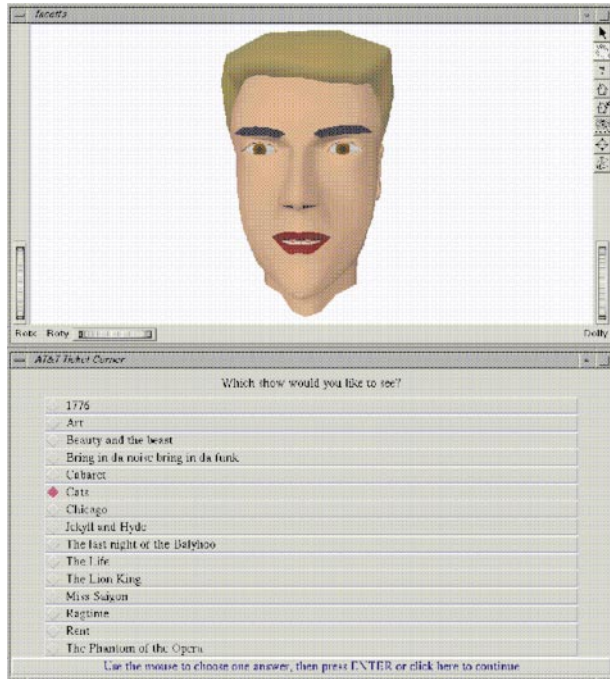 facetts
Rotx Roty
Dolly
AT&T Ticket Corner
Which show would you like to see?
1776
Art
Beauty and the beast
Bring in da noise bring in da funk
Cabaret
Cats
Chicago
Jekyll and Hyde
The last night of the Balyhoo
The Life
The Lion King
Miss Saigon
Ragtime
Rent
The Phantom of the Opera
Use the mouse to choose one answer, then press ENTER or click here to continue